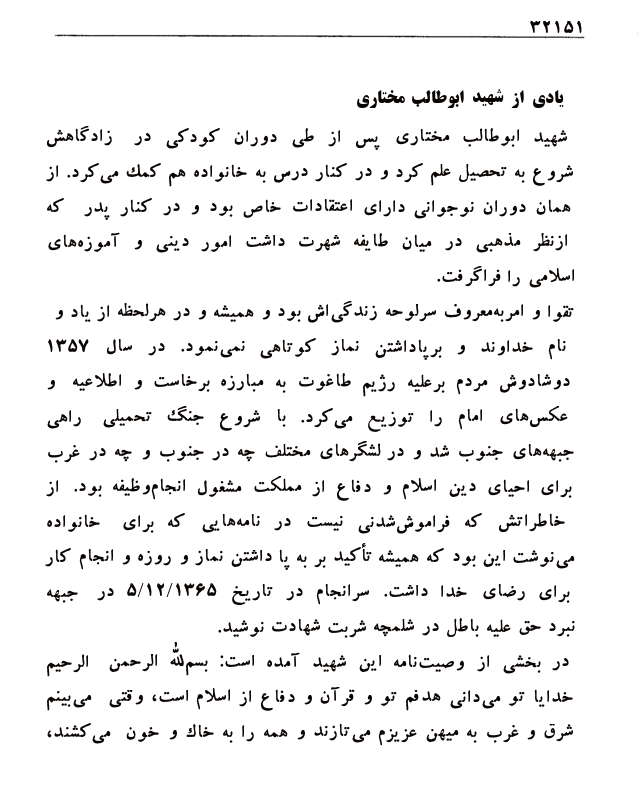 ۳۲۱۵۱
یادی از شهید ابوطالب مختاری
شهید ابوطالب مختاری پس از طی دوران کودکی در زادگاهش
شروع به تحصیل علم کرد و در کنار درس به خانواده هم کمک می‌کرد. از
همان دوران نوجوانی دارای اعتقادات خاص بود و در کنار پدر که
ازنظر مذهبی در میان طایفه شهرت داشت امور دینی و آموزه‌های
اسلامی را فراگرفت.
تقوا و امربه‌معروف سرلوحه زندگی‌اش بود و همیشه و در هرلحظه از یاد و
نام خداوند و برپاداشتن نماز کوتاهی نمی‌نمود. در سال ۱۳۵۷
دوشادوش مردم برعلیه رژیم طاغوت به مبارزه برخاست و اطلاعیه و
عکس‌های امام را توزیع می‌کرد. با شروع جنگ تحمیلی راهی
جبهه‌های جنوب شد و در لشگرهای مختلف چه در جنوب و چه در غرب
برای احیای دین اسلام و دفاع از مملکت مشغول انجام‌وظیفه بود. از
خاطراتش که فراموش‌شدنی نیست در نامه‌هایی که برای خانواده
می‌نوشت این بود که همیشه تأکید بر به پا داشتن نماز و روزه و انجام کار
برای رضای خدا داشت. سرانجام در تاریخ ۵/۱۲/۱۳۶۵ در جبهه
نبرد حق علیه باطل در شلمچه شربت شهادت نوشید.
در بخشی از وصیت‌نامه این شهید آمده است: بسم‌الله الرحمن الرحیم
خدایا تو می‌دانی هدفم تو و قرآن و دفاع از اسلام است، وقتی می‌بینم
شرق و غرب به میهن عزیزم می‌تازند و همه را به خاک و خون می‌کشند،